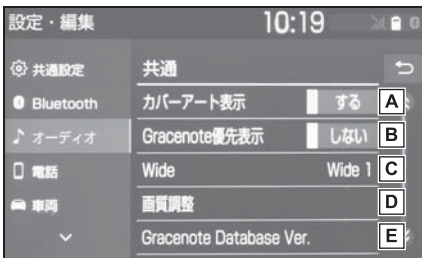 設定・編集 10:19 0
共通設定 共通
Bluetooth カバーアート表示 する A
オーディオ Gracenote優先表示 しない B
電話 Wide Wide 1 C
車両 画質調整 D
Gracenote Database Ver. E